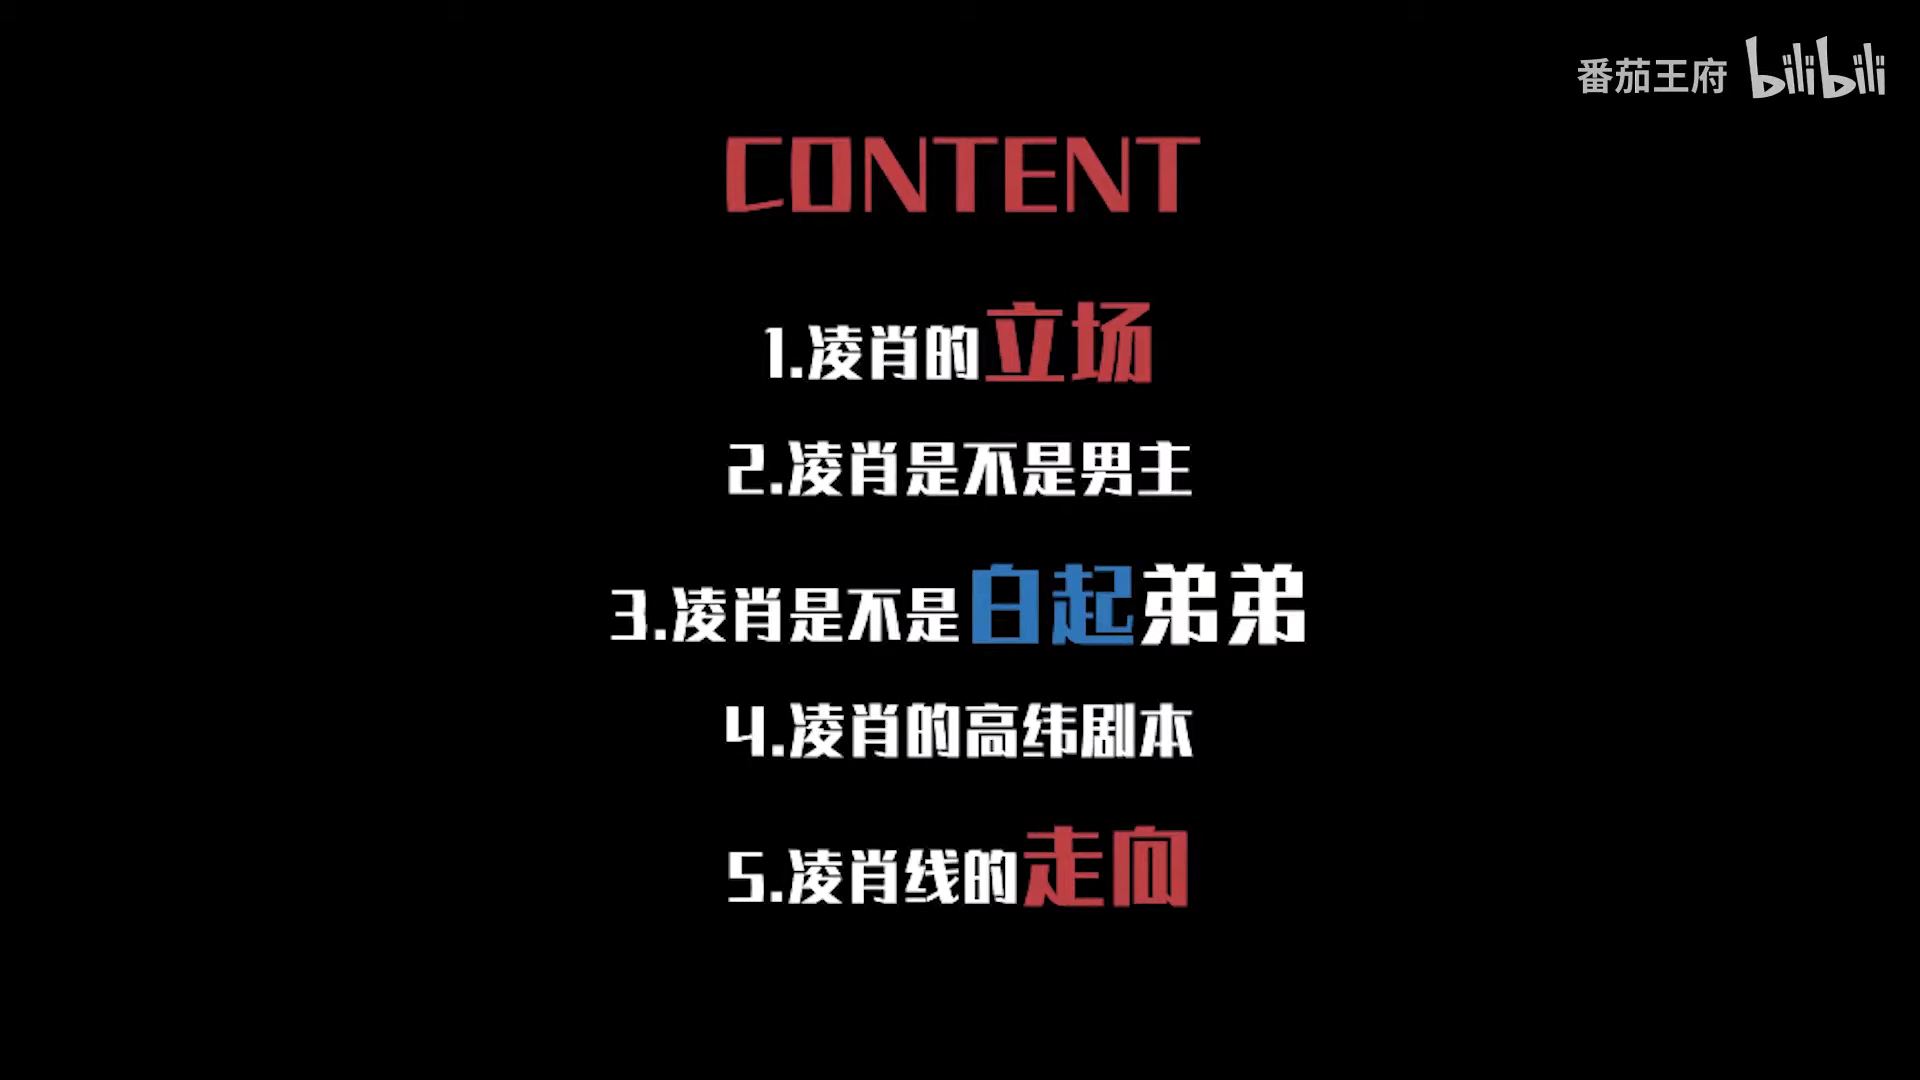 番茄王府 bilibili
CONTENT
1.凌肖的立场
2.凌肖是不是男主
3.凌肖是不是白起弟弟
4.凌肖的高纬剧本
5.凌肖线的走向